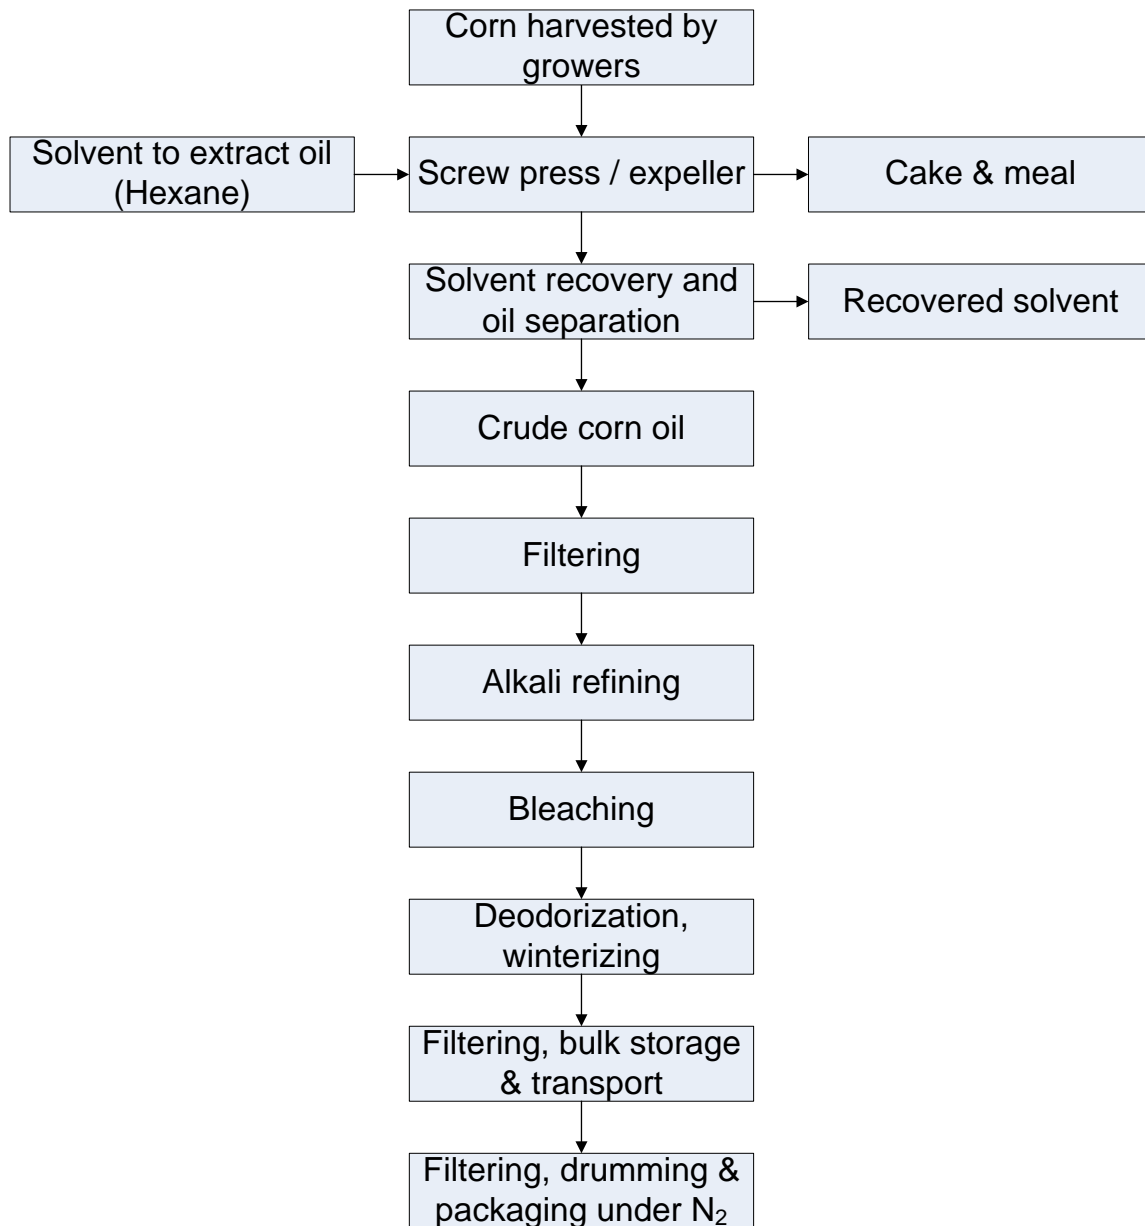 Corn harvested by
growers
Solvent to extract oil
(Hexane)
Screw press / expeller
Cake & meal
Solvent recovery and
oil separation
Recovered solvent
Crude corn oil
Filtering
Alkali refining
Bleaching
Deodorization,
winterizing
Filtering, bulk storage
& transport
Filtering, drumming &
packaging under N₂